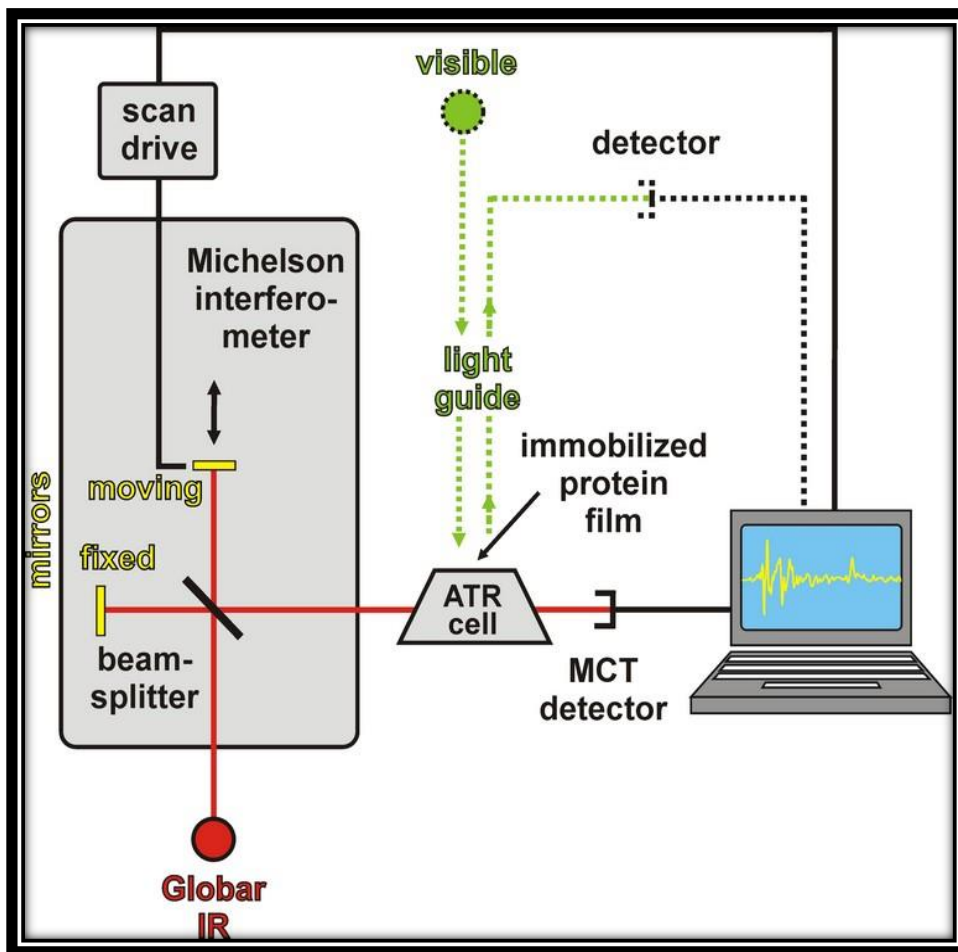 visible
scan
drive
detector
Michelson
interfero-
meter
light
guide
immobilized
protein
film
mirrors
moving
fixed
ATR
cell
beam-
splitter
MCT
detector
Globar
IR